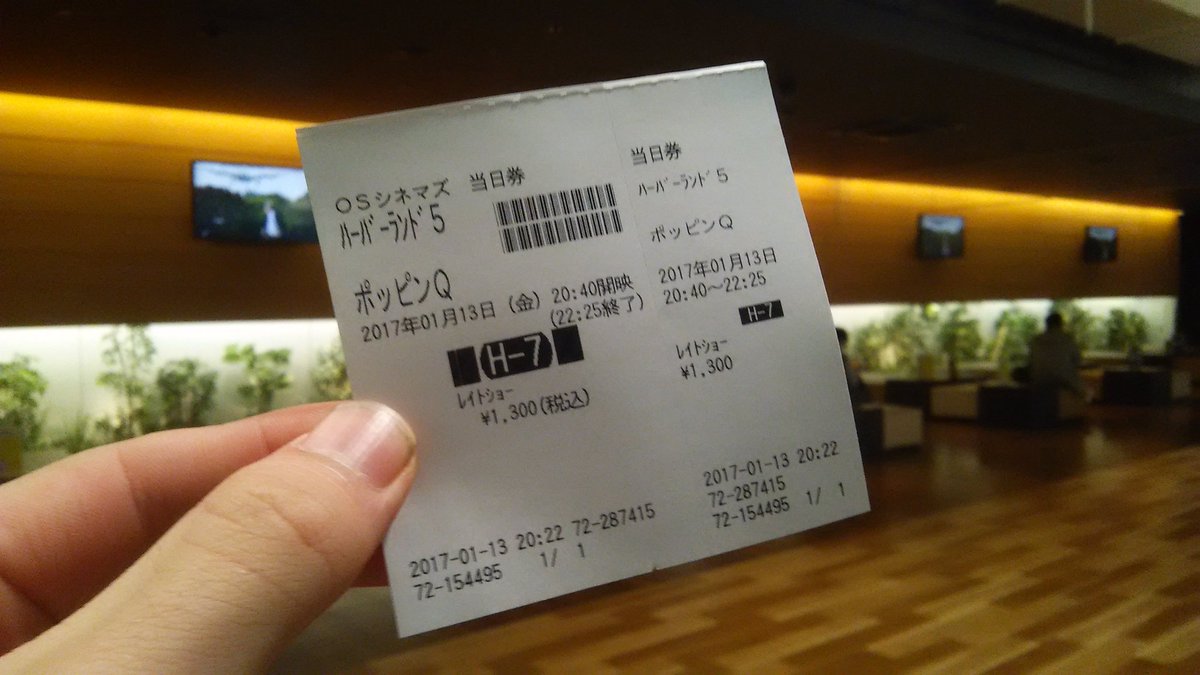 OSシネマズ 当日券
ﾊｰﾊﾞｰﾗﾝﾄﾞ 5
ポッピンQ
2017年01月13日 (金) 20:40開映
(22:25終了)
H-7
ﾚｲﾄｼｮｰ
¥1,300(税込)
2017-01-13 20:22 72-287415
72-154495 1/ 1
当日券
ﾊｰﾊﾞｰﾗﾝﾄﾞ 5
ポッピンQ
2017年01月13日
20:40～22:25
H-7
ﾚｲﾄｼｮｰ
¥1,300
2017-01-13 20:22
72-287415
72-154495 1/ 1